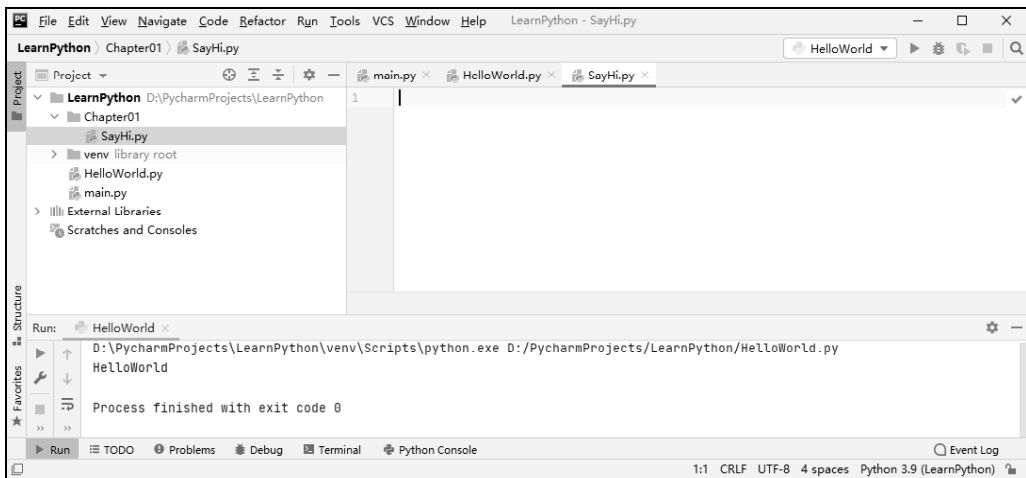 PC File Edit View Navigate Code Refactor Run Tools VCS Window Help LearnPython - SayHi.py
LearnPython Chapter01 SayHi.py HelloWorld
Project main.py HelloWorld.py SayHi.py
Project
LearnPython D:\PycharmProjects\LearnPython
1
Chapter01
SayHi.py
venv library root
HelloWorld.py
main.py
External Libraries
Scratches and Consoles
Structure
Favorites
Run: HelloWorld
D:\PycharmProjects\LearnPython\venv\Scripts\python.exe D:/PycharmProjects/LearnPython/HelloWorld.py
HelloWorld
Process finished with exit code 0
Run TODO Problems Debug Terminal Python Console Event Log
1:1 CRLF UTF-8 4 spaces Python 3.9 (LearnPython)